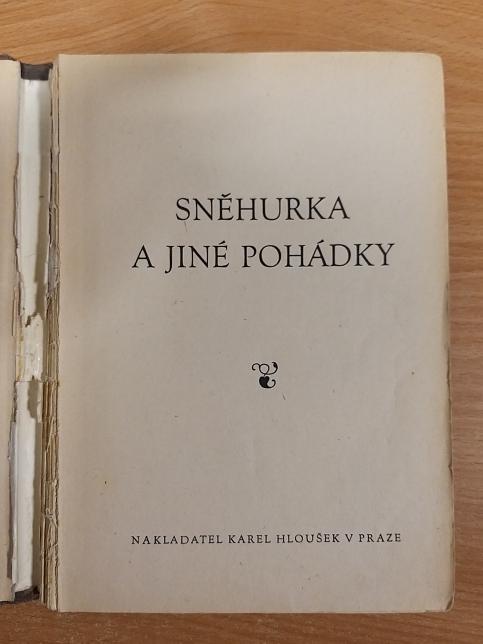 SNĚHURKA
A JINÉ POHÁDKY
NAKLADATEL KAREL HLOUŠEK V PRAZE